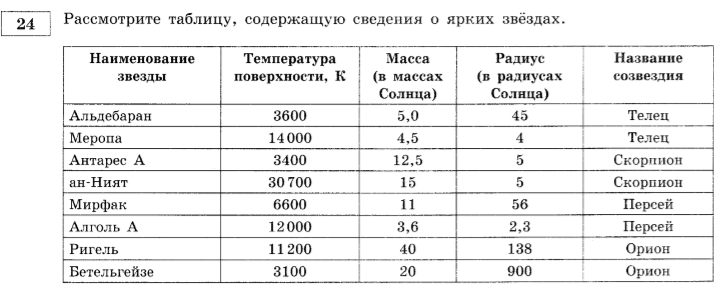 24
Рассмотрите таблицу, содержащую сведения о ярких звёздах.
Наименование звезды | Температура поверхности, К | Масса (в массах Солнца) | Радиус (в радиусах Солнца) | Название созвездия
Альдебаран | 3600 | 5,0 | 45 | Телец
Меропа | 14 000 | 4,5 | 4 | Телец
Антарес А | 3400 | 12,5 | 5 | Скорпион
ан-Ният | 30 700 | 15 | 5 | Скорпион
Мирфак | 6600 | 11 | 56 | Персей
Алголь А | 12 000 | 3,6 | 2,3 | Персей
Ригель | 11 200 | 40 | 138 | Орион
Бетельгейзе | 3100 | 20 | 900 | Орион